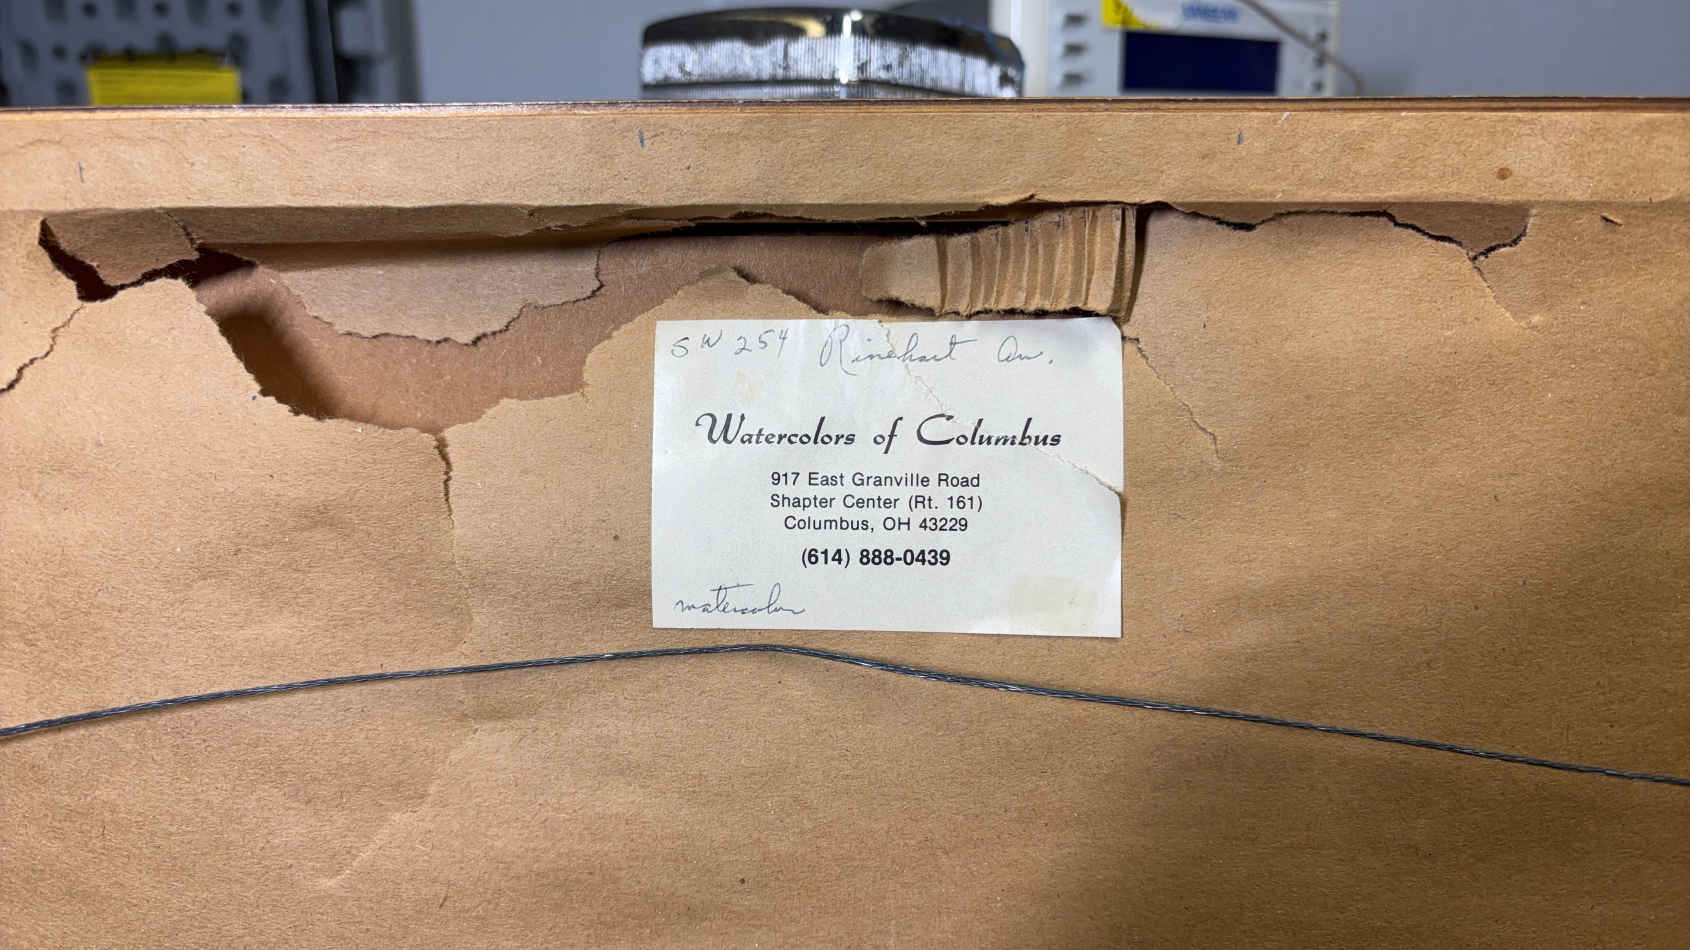 SW 254 Rinehart Av.
Watercolors of Columbus
917 East Granville Road
Shapter Center (Rt. 161)
Columbus, OH 43229
(614) 888-0439
watercolor